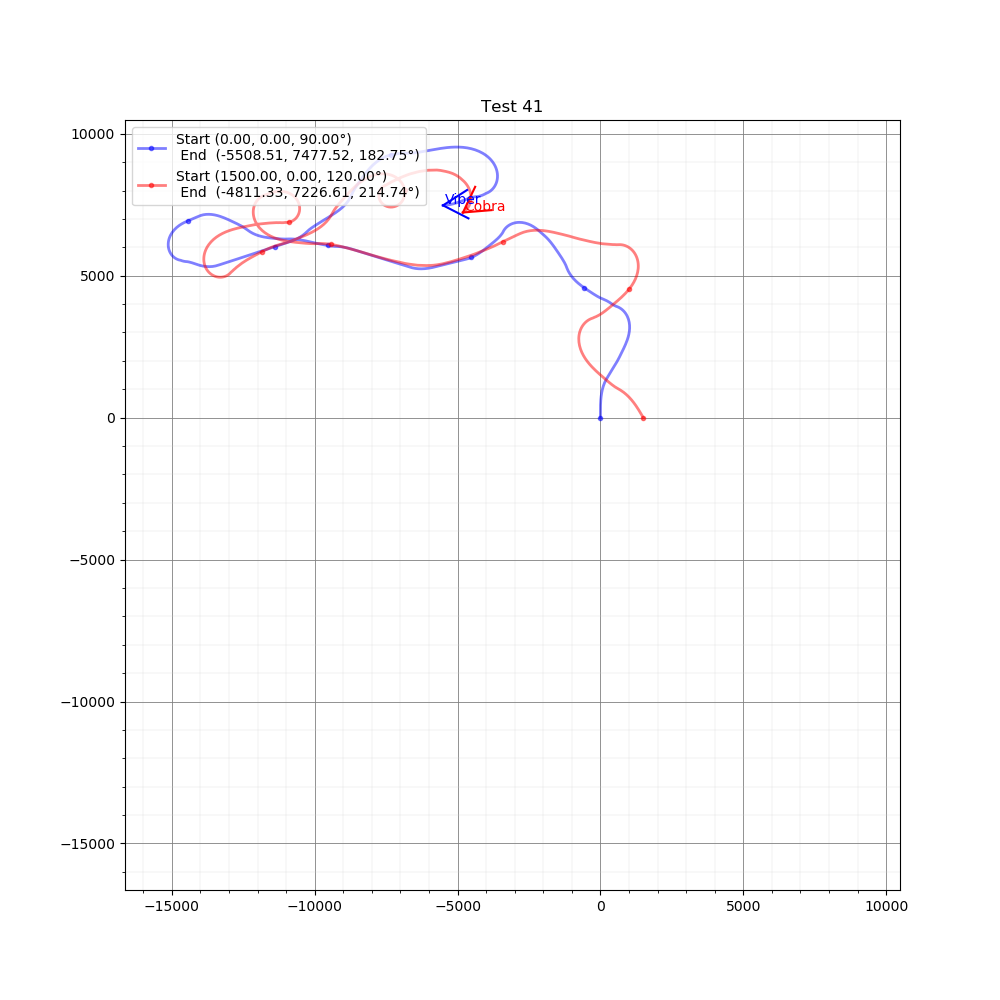 Test 41
10000
5000
0
−5000
−10000
−15000
Start (0.00, 0.00, 90.00°)
End (-5508.51, 7477.52, 182.75°)
Start (1500.00, 0.00, 120.00°)
End (-4811.33, 7226.61, 214.74°)
Viper
Cobra
−15000 −10000 −5000 0 5000 10000